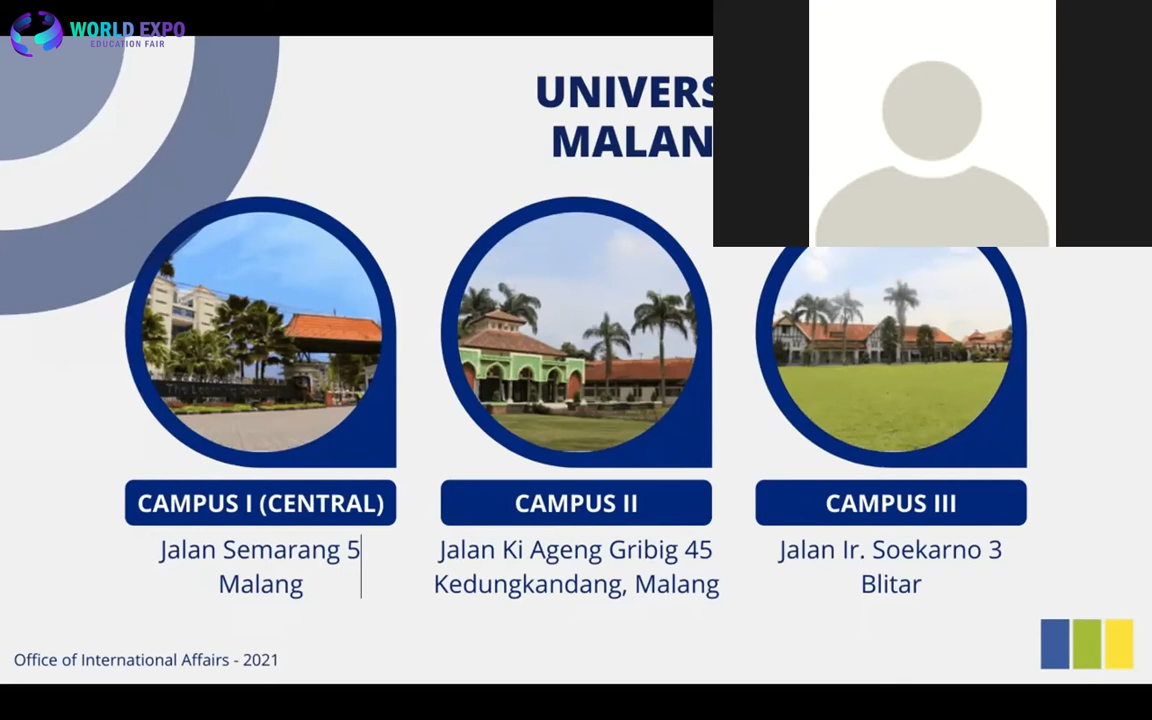 WORLD EXPO
EDUCATION FAIR
MALAN
CAMPUS I (CENTRAL)
CAMPUS II
CAMPUS III
Jalan Semarang 5
Malang
Jalan Ki Ageng Gribig 45
Kedungkandang, Malang
Jalan Ir. Soekarno 3
Blitar
Office of International Affairs - 2021